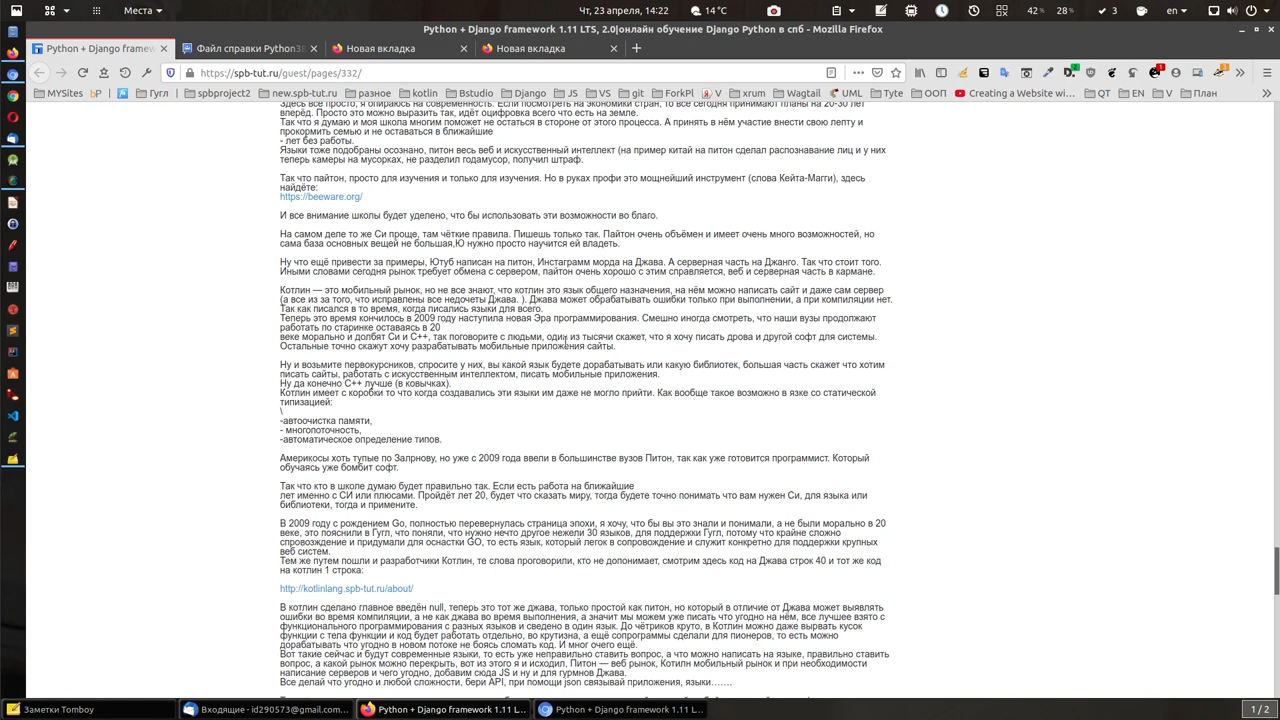 Места
Чт, 23 апреля, 14:22
14°C
42%
28%
3
en
1
Python + Django framework 1.11 LTS, 2.0|онлайн обучение Django Python в спб - Mozilla Firefox
Python + Django framew
Файл справки Python3
Новая вкладка
Новая вкладка
https://spb-tut.ru/guest/pages/332/
MYSites
bP
Гугл
spbproject2
new.spb-tut.ru
разное
kotlin
Bstudio
Django
JS
VS
git
ForkPl
V
xrum
Wagtail
UML
Tyte
ООП
Creating a Website wi…
QT
EN
V
План
Здесь все просто, я опираюсь на современность. Если посмотреть на экономики стран, то все сегодня принимают планы на 20-30 лет
вперёд. Просто это можно выразить так, идёт оцифровка всего что есть на земле.
Так что я думаю и моя школа многим поможет не остаться в стороне от этого процесса. А принять в нём участие внести свою лепту и
прокормить семью и не оставаться в ближайшие
- лет без работы.
Языки тоже подобраны осознано, питон весь веб и искусственный интеллект (на пример китай на питон сделал распознавание лиц и у них
теперь камеры на мусорках, не разделил годамусор, получил штраф.
Так что пайтон, просто для изучения и только для изучения. Но в руках профи это мощнейший инструмент (слова Кейта-Магги), здесь
найдёте:
https://beeware.org/
И все внимание школы будет уделено, что бы использовать эти возможности во благо.
На самом деле то же Си проще, там чёткие правила. Пишешь только так. Пайтон очень объёмен и имеет очень много возможностей, но
сама база основных вещей не большая,Ю нужно просто научится ей владеть.
Ну что ещё привести за примеры, Ютуб написан на питон, Инстаграмм морда на Джава. А серверная часть на Джанго. Так что стоит того.
Иными словами сегодня рынок требует обмена с сервером, пайтон очень хорошо с этим справляется, веб и серверная часть в кармане.
Котлин — это мобильный рынок, но не все знают, что котлин это язык общего назначения, на нём можно написать сайт и даже сам сервер
(а все из за того, что исправлены все недочеты Джава. ). Джава может обрабатывать ошибки только при выполнении, а при компиляции нет.
Так как писался в то время, когда писались языки для всего.
Теперь это время кончилось в 2009 году наступила новая Эра программирования. Смешно иногда смотреть, что наши вузы продолжают
работать по старинке оставаясь в 20
веке морально и долбят Си и С++, так поговорите с людьми, один из тысячи скажет, что я хочу писать дрова и другой софт для системы.
Остальные точно скажут хочу разрабатывать мобильные приложения сайты.
Ну и возьмите первокурсников, спросите у них, вы какой язык будете дорабатывать или какую библиотек, большая часть скажет что хотим
писать сайты, работать с искусственным интеллектом, писать мобильные приложения.
Ну да конечно С++ лучше (в ковычках).
Котлин имеет с коробки то что когда создавались эти языки им даже не могло прийти. Как вообще такое возможно в язке со статической
типизацией:
\
-автоочистка памяти,
- многопоточность,
-автоматическое определение типов.
Америкосы хоть тупые по Залрнову, но уже с 2009 года ввели в большинстве вузов Питон, так как уже готовится программист. Который
обучаясь уже бомбит софт.
Так что кто в школе думаю будет правильно так. Если есть работа на ближайшие
лет именно с СИ или плюсами. Пройдёт лет 20, будет что сказать миру, тогда будете точно понимать что вам нужен Си, для языка или
библиотеки, тогда и примените.
В 2009 году с рождением Go, полностью перевернулась страница эпохи, я хочу, что бы вы это знали и понимали, а не были морально в 20
веке, это пояснили в Гугл, что поняли, что нужно нечто другое нежели 30 языков, для поддержки Гугл, потому что крайне сложно
спровозждение и придумали для оснастки GO, то есть язык, который легок в сопровождение и служит конкретно для поддержки крупных
веб систем.
Тем же путем пошли и разработчики Котлин, те слова проговорили, кто не допонимает, смотрим здесь код на Джава строк 40 и тот же код
на котлин 1 строка:
http://kotlinlang.spb-tut.ru/about/
В котлин сделано главное введён null, теперь это тот же джава, только простой как питон, но который в отличие от Джава может выявлять
ошибки во время компиляции, а не как джава во время выполнения, а значит мы можем уже писать что угодно на нём, все лучшее взято с
функционального программирования с разных языков и сведено в один язык. До чётриков круто, в Котлин можно даже вырвать кусок
функции с тела функции и код будет работать отдельно, во крутизна, а ещё сопрограммы сделали для пионеров, то есть можно
дорабатывать что угодно в новом потоке не боясь сломать код. И мног очего ещё.
Вот такие сейчас и будут современные языки, то есть уже неправильно ставить вопрос, а что можно написать на языке, правильно ставить
вопрос, а какой рынок можно перекрыть, вот из этого я и исходил, Питон — веб рынок, Котилн мобильный рынок и при необходимости
написание серверов и чего угодно, добавим сюда JS и ну и для гурмнов Джава.
Все делай что угодно и любой сложности, бери API, при помощи json связывай приложения, языки…….
Заметки Tomboy
Входящие - id290573@gmail.com…
Python + Django framework 1.11 L…
Python + Django framework 1.11 L…
1 / 2